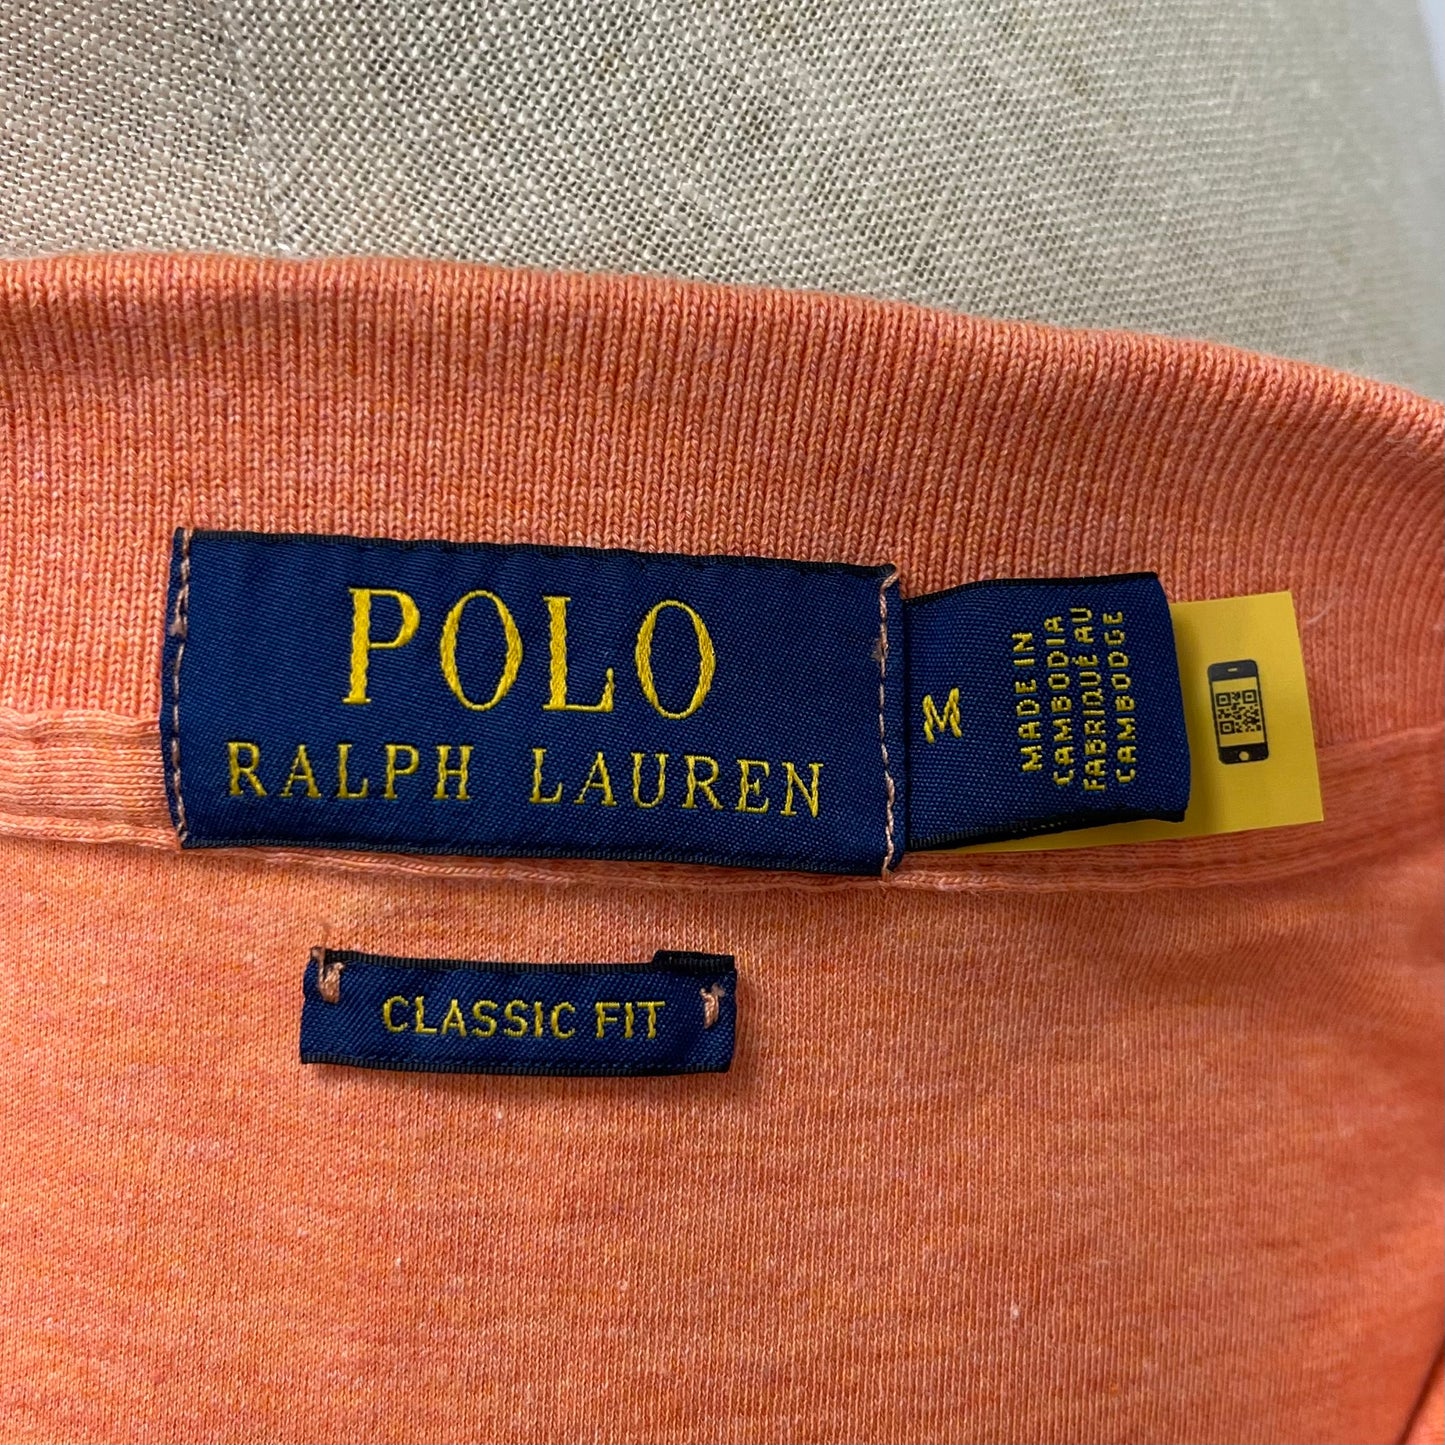 POLO
RALPH LAUREN
M
MADE IN
CAMBODIA
FABRIQUÉ AU
CAMBODGE
CLASSIC FIT